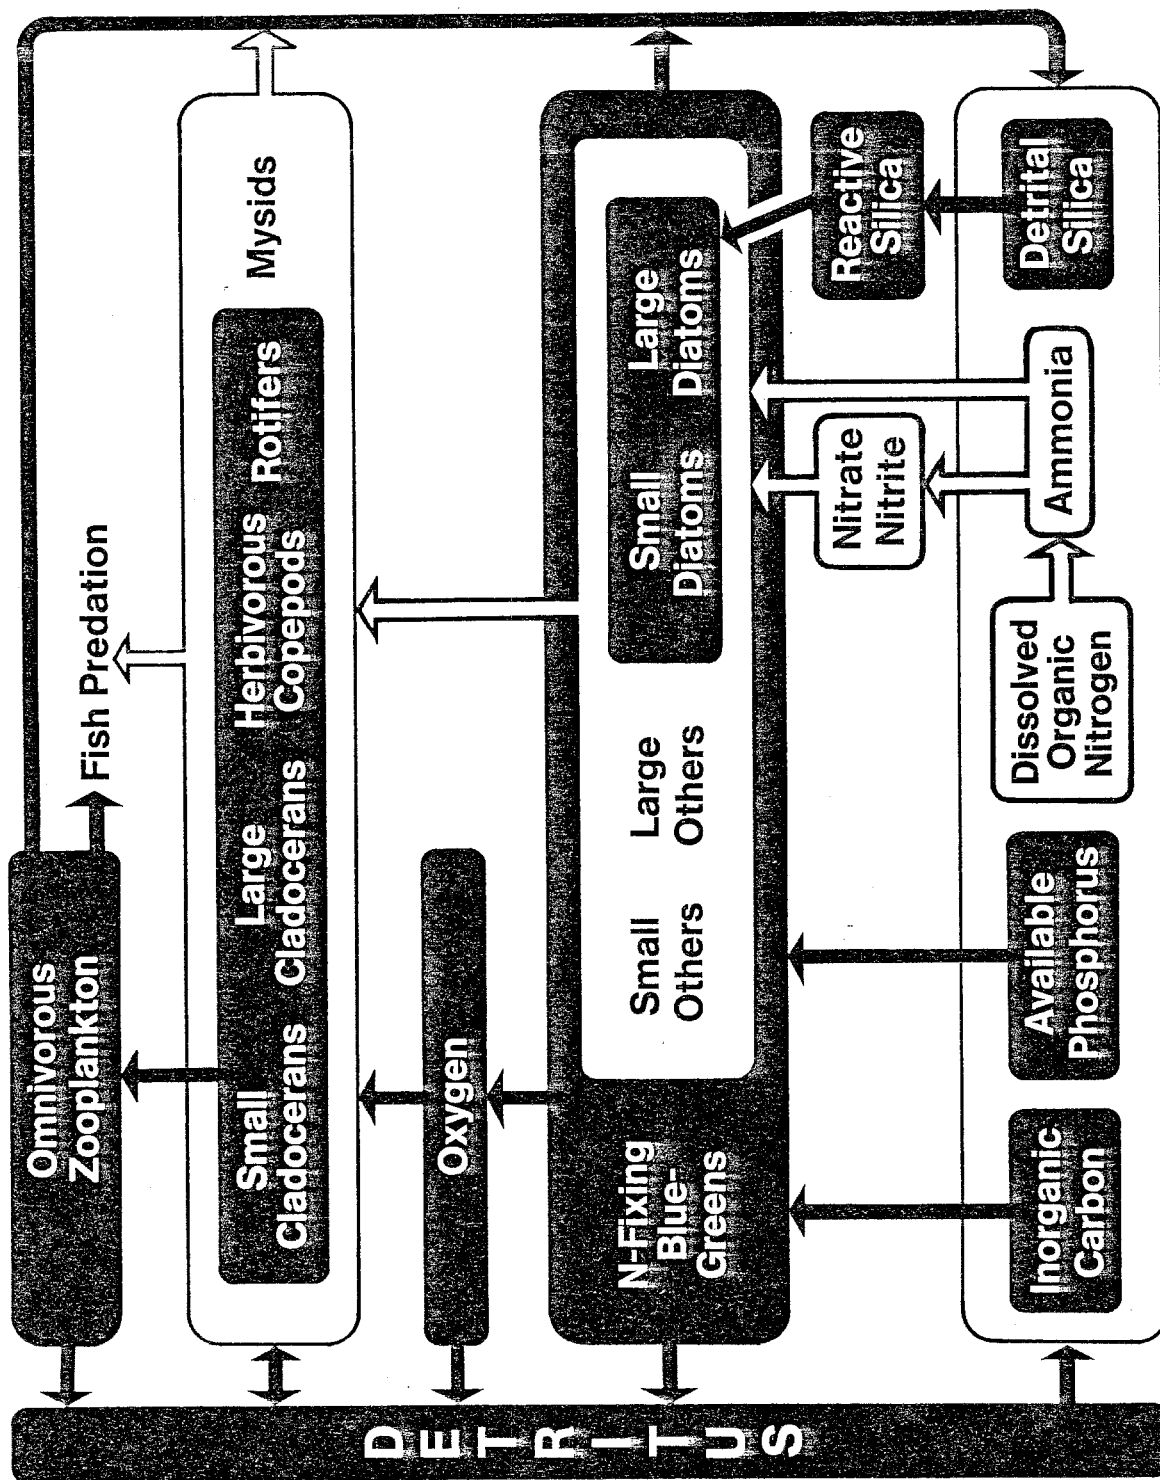 DETRITUS
Omnivorous
Zooplankton
Fish Predation
Small
Cladocerans
Large
Cladocerans
Herbivorous
Copepods
Rotifers
Mysids
Oxygen
N-Fixing
Blue-
Greens
Small
Others
Large
Others
Small
Diatoms
Large
Diatoms
Nitrate
Nitrite
Reactive
Silica
Inorganic
Carbon
Available
Phosphorus
Dissolved
Organic
Nitrogen
Ammonia
Detrital
Silica